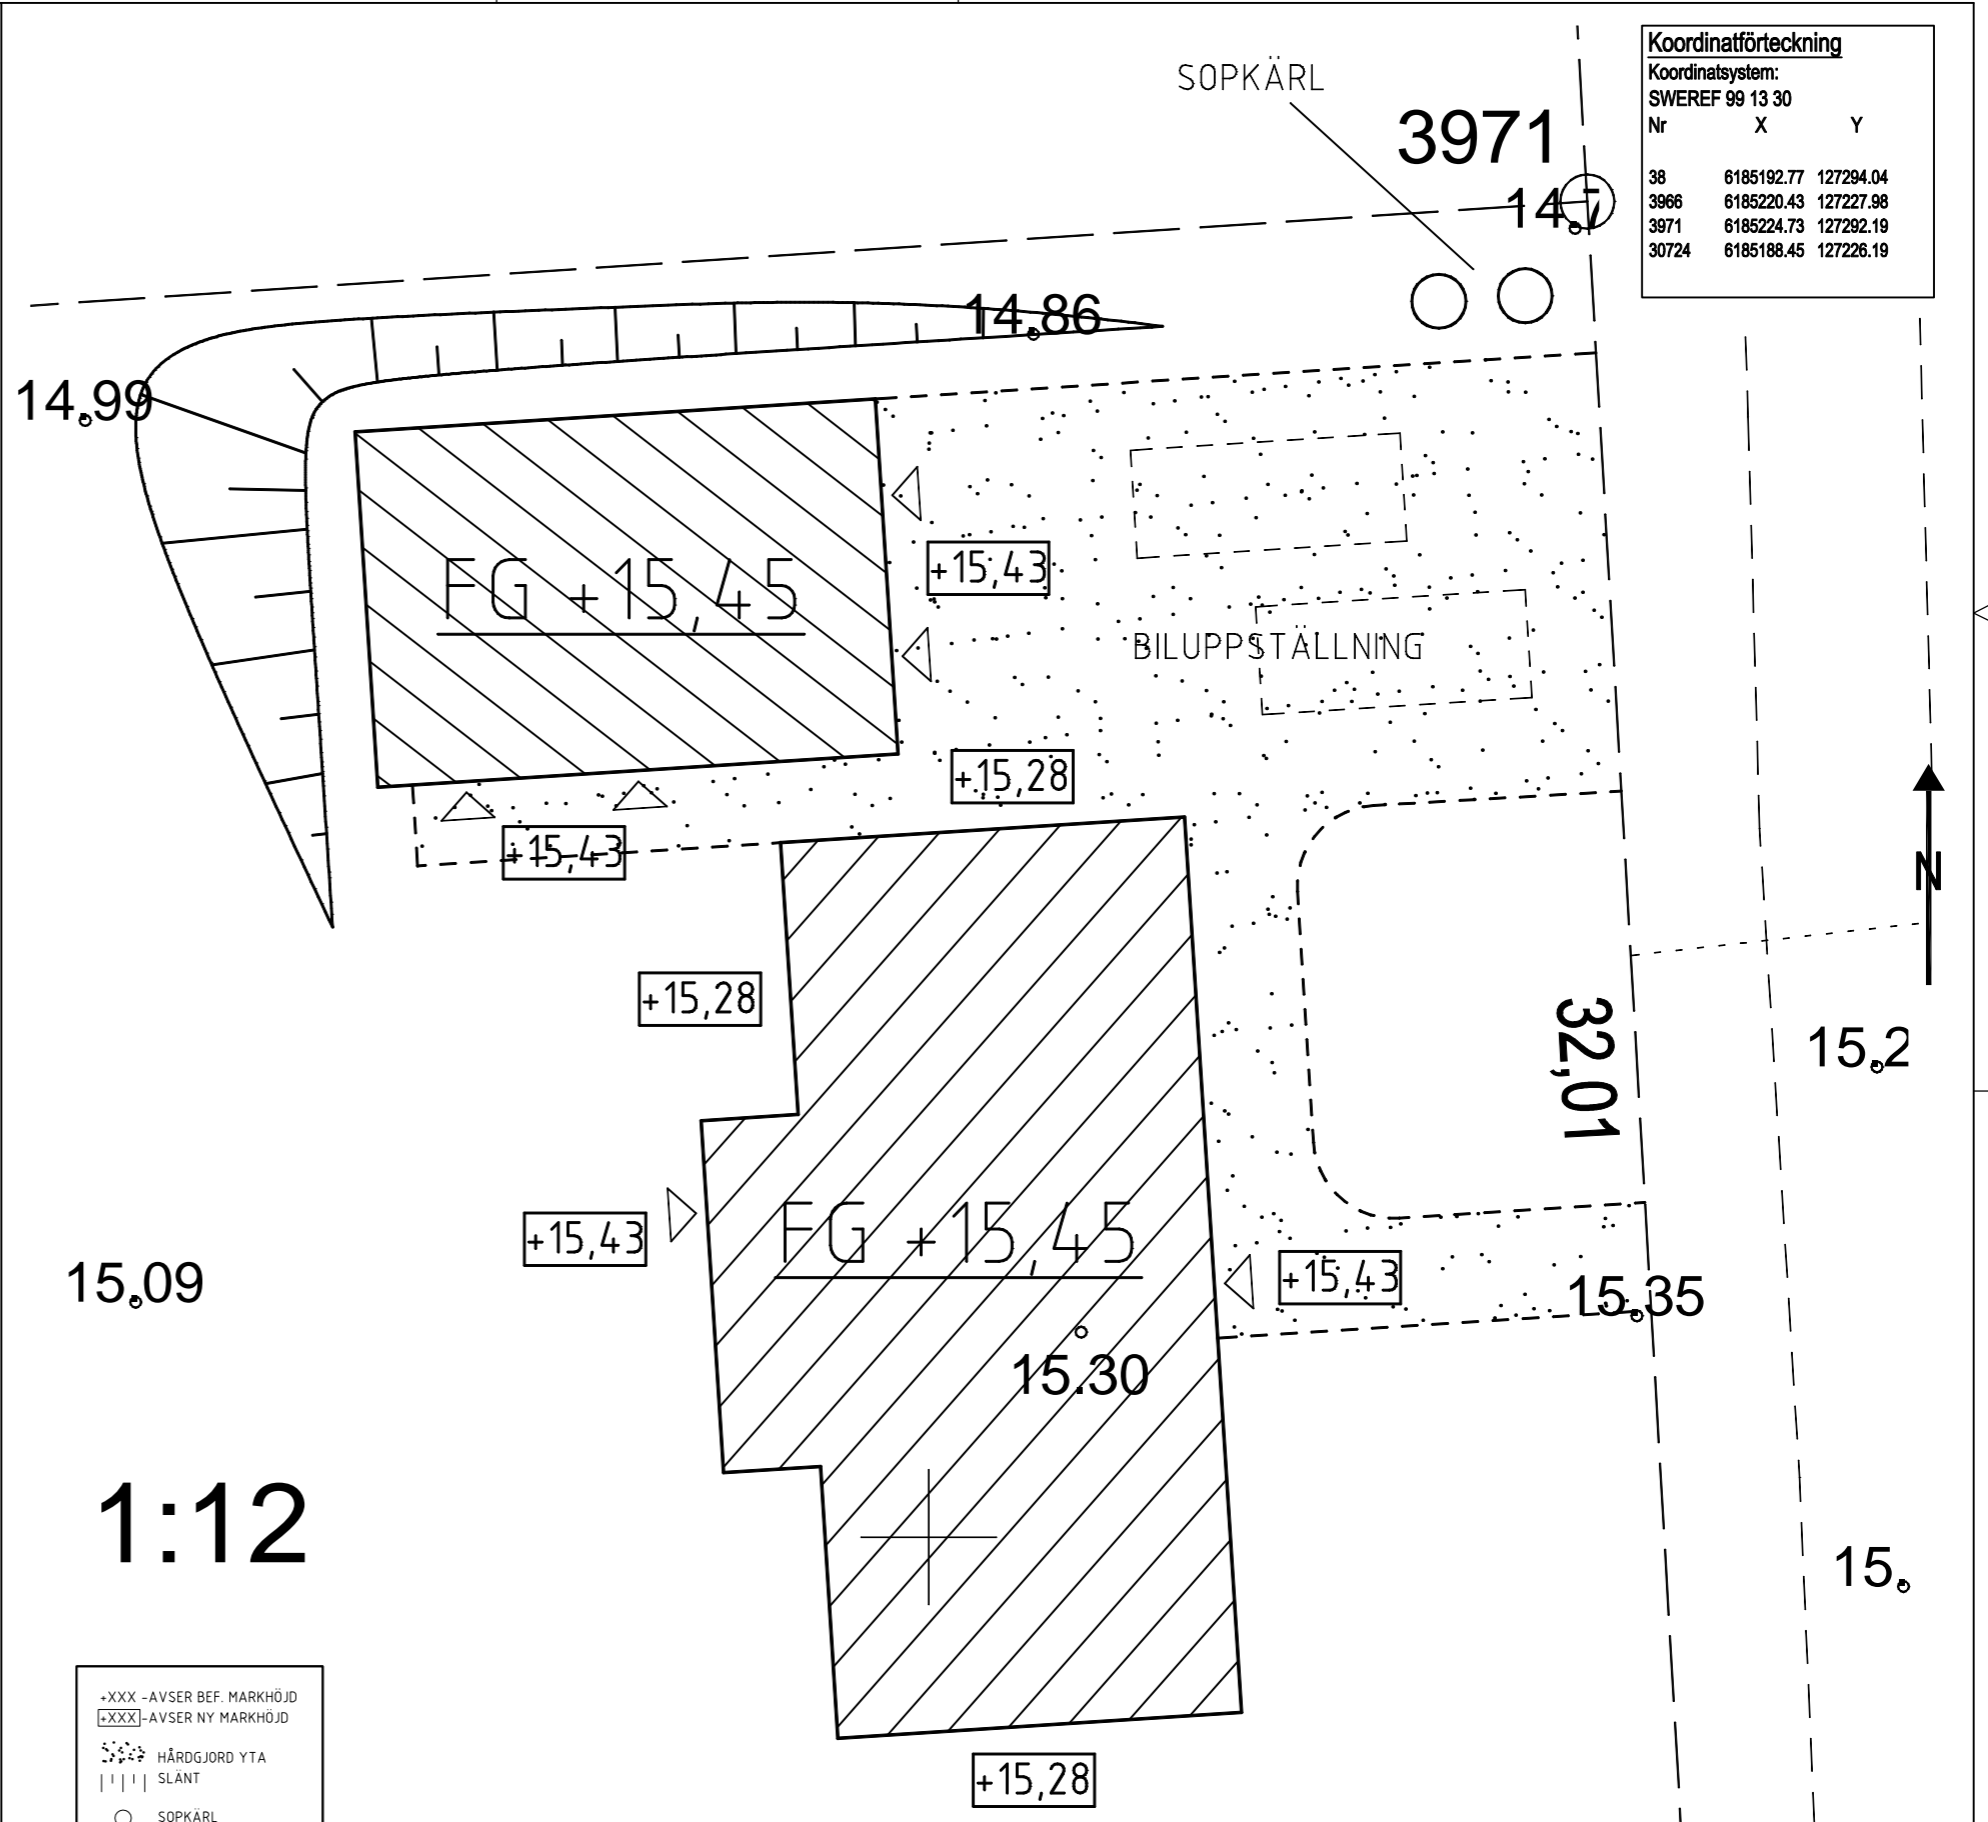 Koordinatförteckning
Koordinatsystem:
SWEREF 99 13 30
Nr X Y
38 6185192.77 127294.04
3966 6185220.43 127227.98
3971 6185224.73 127292.19
30724 6185188.45 127226.19
SOPKÄRL
3971
14.7
14.86
14.99
FG +15,45
+15,43
BILUPPSTÄLLNING
+15,28
+15,43
N
+15,28
32,01
15.2
+15,43
FG +15,45
+15,43
15.09
15.35
15.30
1:12
15.
+XXX -AVSER BEF. MARKHÖJD
+XXX -AVSER NY MARKHÖJD
HÅRDGJORD YTA
SLÄNT
SOPKÄRL
+15,28